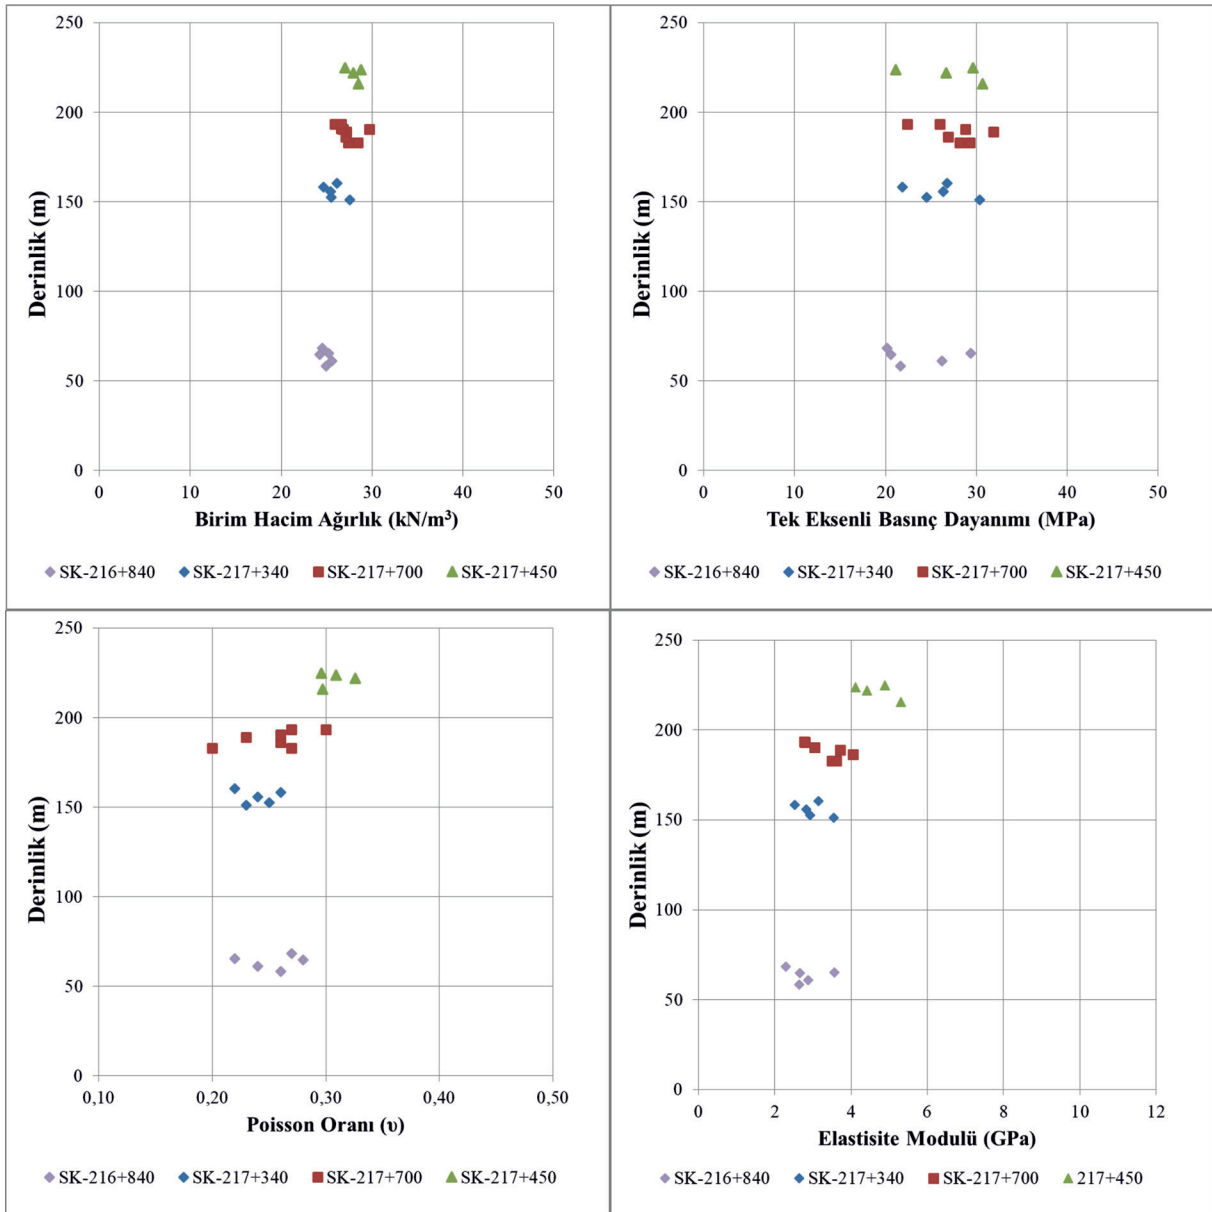 250
200
150
100
50
0
Derinlik (m)
0 10 20 30 40 50
Birim Hacim Ağırlık (kN/m³)
SK-216+840 SK-217+340 SK-217+700 SK-217+450
250
200
150
100
50
0
Derinlik (m)
0 10 20 30 40 50
Tek Eksenli Basınç Dayanımı (MPa)
SK-216+840 SK-217+340 SK-217+700 SK-217+450
250
200
150
100
50
0
Derinlik (m)
0,10 0,20 0,30 0,40 0,50
Poisson Oranı (υ)
SK-216+840 SK-217+340 SK-217+700 SK-217+450
250
200
150
100
50
0
Derinlik (m)
0 2 4 6 8 10 12
Elastisite Modulü (GPa)
SK-216+840 SK-217+340 SK-217+700 217+450